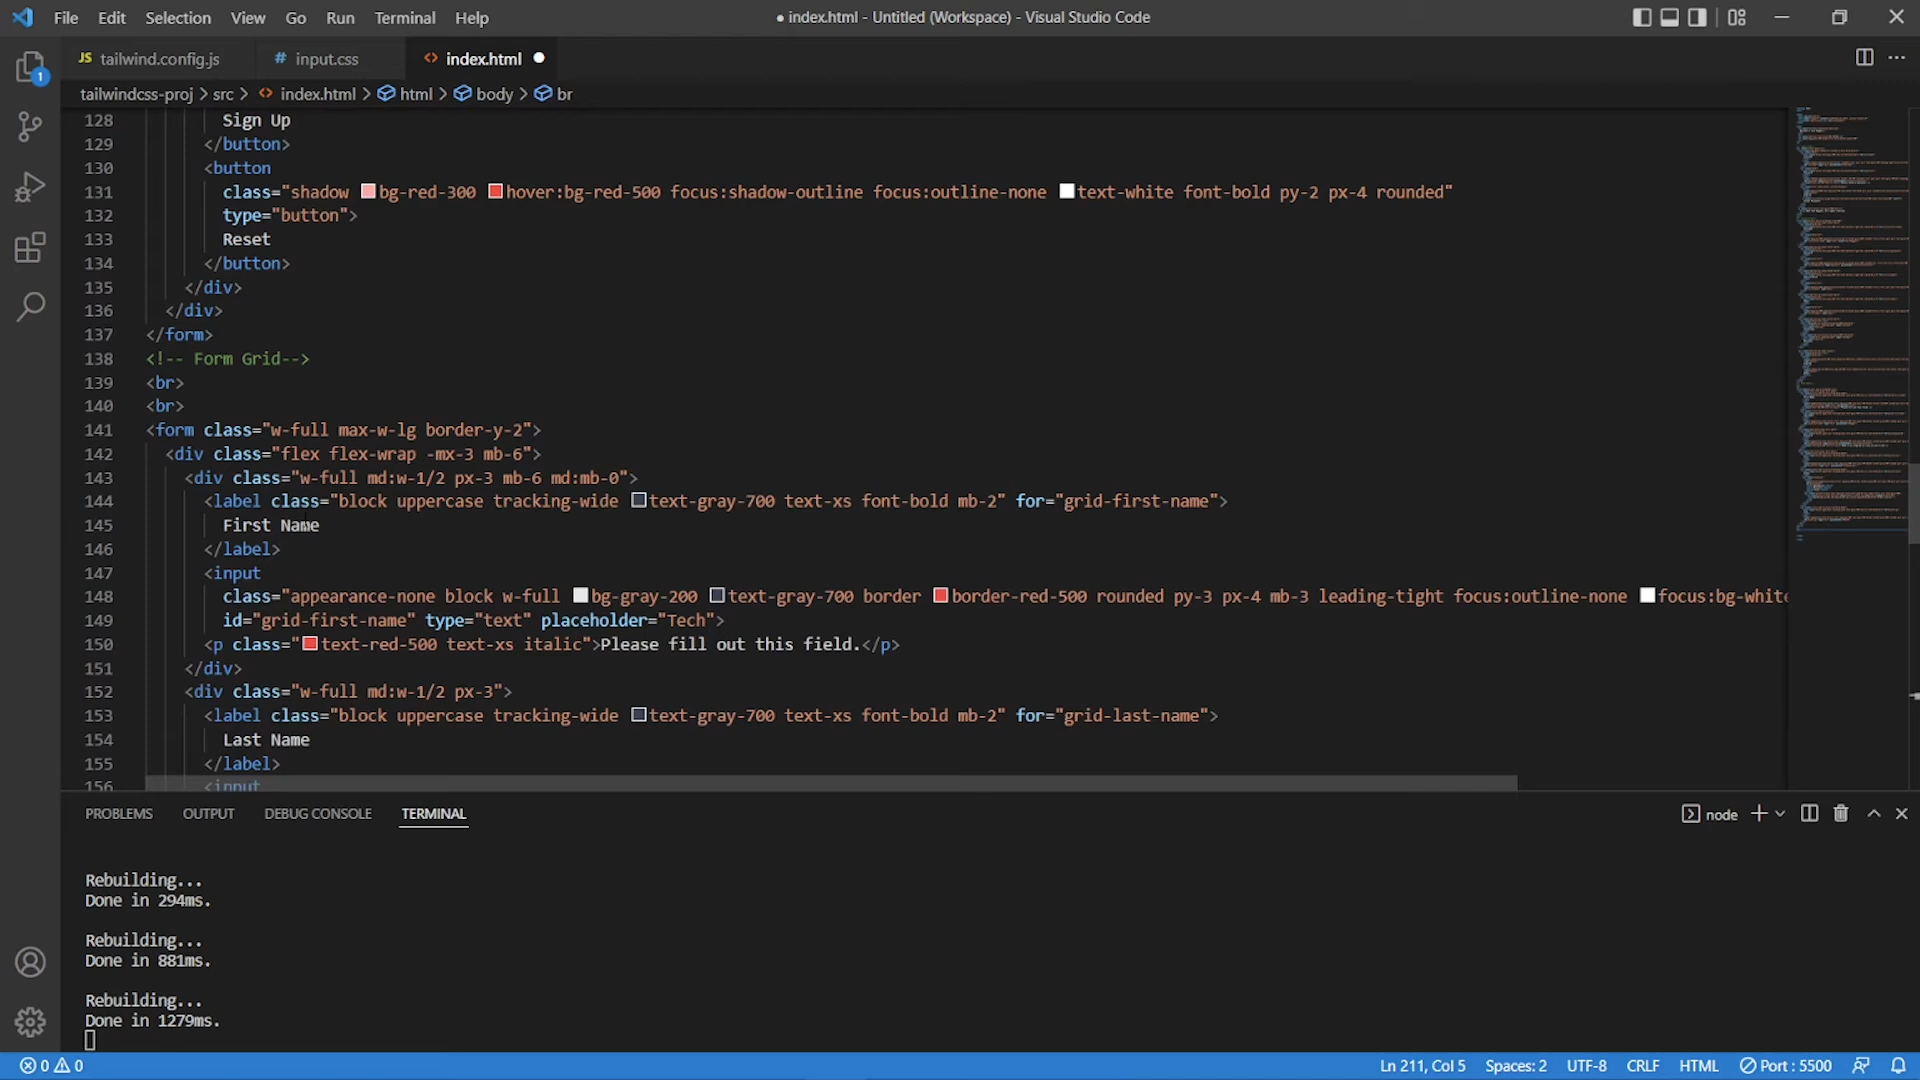 File Edit Selection View Go Run Terminal Help
● index.html - Untitled (Workspace) - Visual Studio Code
JS tailwind.config.js
# input.css
<> index.html ●
1
tailwindcss-proj > src > <> index.html > html > body > br
128 Sign Up
129 </button>
130 <button
131 class="shadow bg-red-300 hover:bg-red-500 focus:shadow-outline focus:outline-none text-white font-bold py-2 px-4 rounded"
132 type="button">
133 Reset
134 </button>
135 </div>
136 </div>
137 </form>
138 <!-- Form Grid-->
139 <br>
140 <br>
141 <form class="w-full max-w-lg border-y-2">
142 <div class="flex flex-wrap -mx-3 mb-6">
143 <div class="w-full md:w-1/2 px-3 mb-6 md:mb-0">
144 <label class="block uppercase tracking-wide text-gray-700 text-xs font-bold mb-2" for="grid-first-name">
145 First Name
146 </label>
147 <input
148 class="appearance-none block w-full bg-gray-200 text-gray-700 border border-red-500 rounded py-3 px-4 mb-3 leading-tight focus:outline-none focus:bg-white
149 id="grid-first-name" type="text" placeholder="Tech">
150 <p class="text-red-500 text-xs italic">Please fill out this field.</p>
151 </div>
152 <div class="w-full md:w-1/2 px-3">
153 <label class="block uppercase tracking-wide text-gray-700 text-xs font-bold mb-2" for="grid-last-name">
154 Last Name
155 </label>
156 <input
PROBLEMS OUTPUT DEBUG CONSOLE TERMINAL
node
Rebuilding...
Done in 294ms.
Rebuilding...
Done in 881ms.
Rebuilding...
Done in 1279ms.
0 0
Ln 211, Col 5 Spaces: 2 UTF-8 CRLF HTML Port : 5500